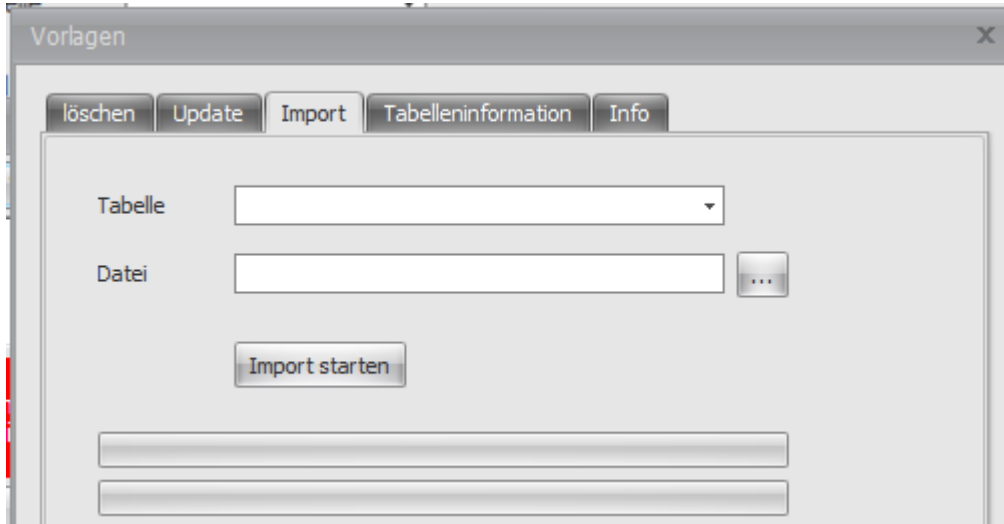 Vorlagen
x
löschen Update Import Tabelleninformation Info
Tabelle
Datei ...
Import starten